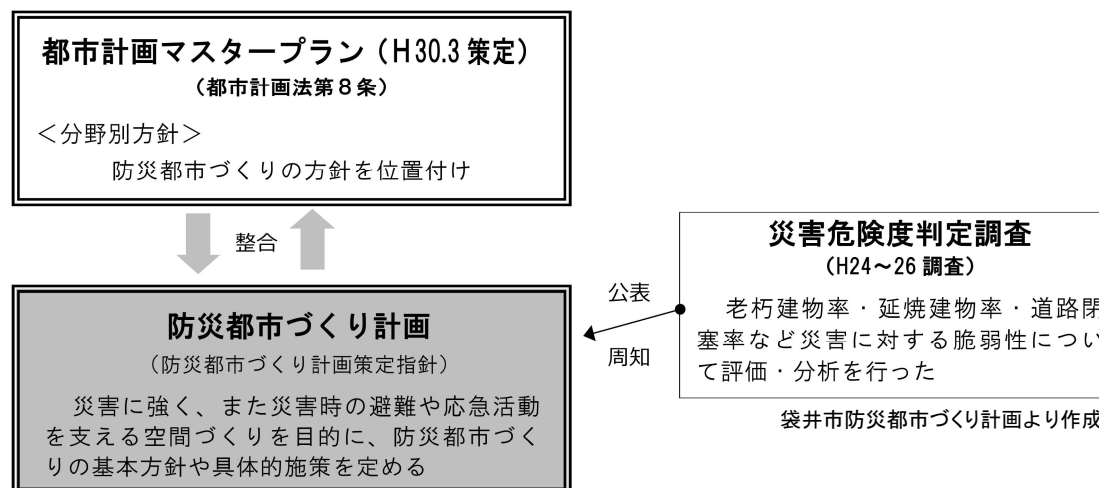 都市計画マスタープラン（H30.3 策定）
（都市計画法第８条）
＜分野別方針＞
防災都市づくりの方針を位置付け
整合
防災都市づくり計画
（防災都市づくり計画策定指針）
災害に強く、また災害時の避難や応急活動
を支える空間づくりを目的に、防災都市づく
りの基本方針や具体的施策を定める
公表
周知
災害危険度判定調査
（H24～26 調査）
老朽建物率・延焼建物率・道路閉
塞率など災害に対する脆弱性につい
て評価・分析を行った
袋井市防災都市づくり計画より作成